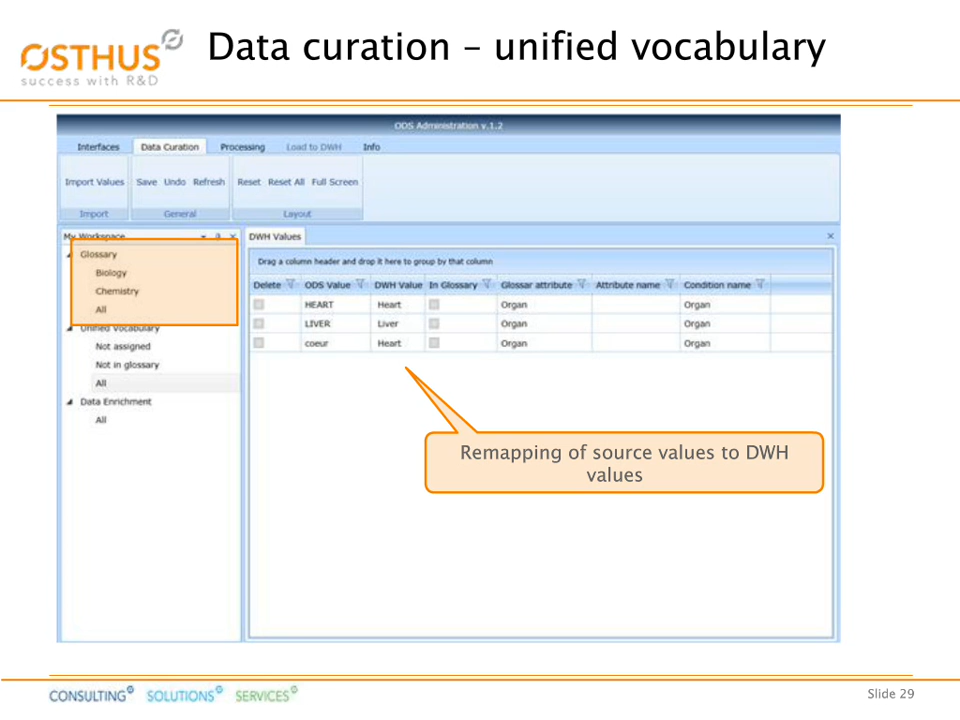 OSTHUS
success with R&D
Data curation – unified vocabulary
ODS Administration v.1.2
Interfaces Data Curation Processing Load to DWH Info
Import Values Save Undo Refresh Reset Reset All Full Screen
Import General Layout
My Workspace
DWH Values
Glossary
Biology
Chemistry
All
Unified Vocabulary
Not assigned
Not in glossary
All
Data Enrichment
All
Drag a column header and drop it here to group by that column
Delete ODS Value DWH Value In Glossary Glossar attribute Attribute name Condition name
HEART Heart Organ Organ
LIVER Liver Organ Organ
coeur Heart Organ Organ
Remapping of source values to DWH
values
CONSULTING SOLUTIONS SERVICES
Slide 29